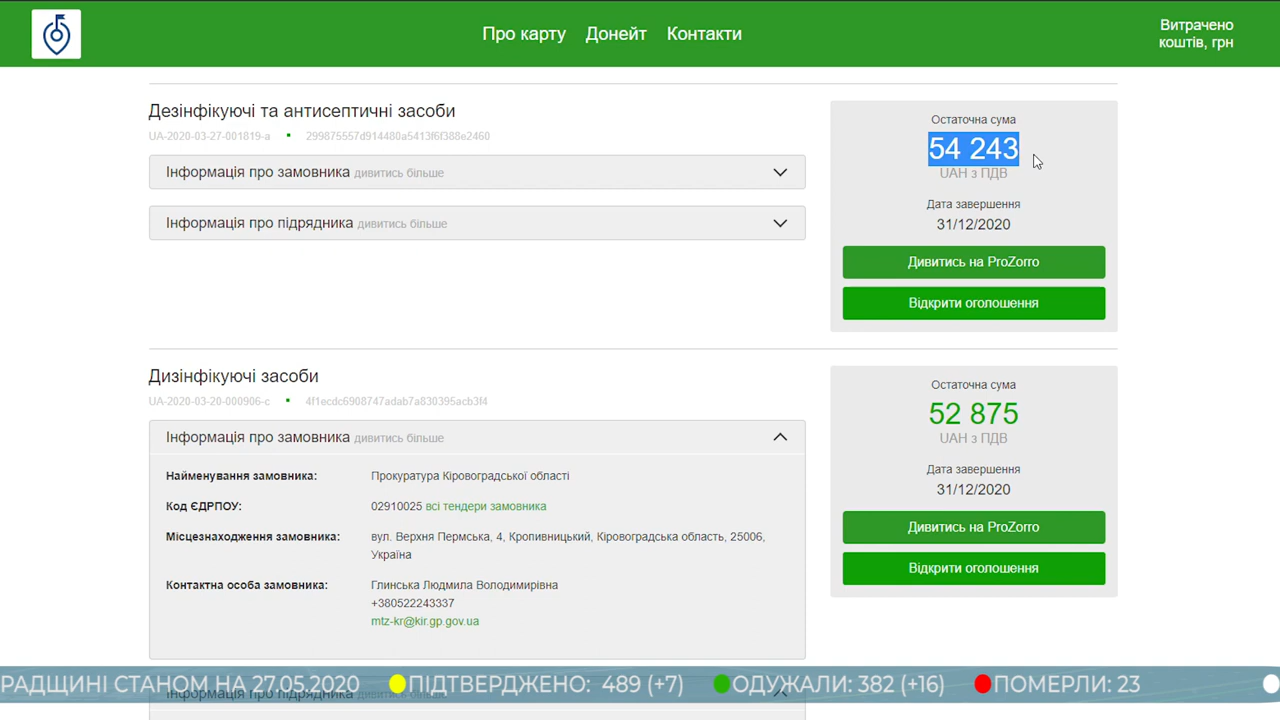 Про карту Донейт Контакти
Витрачено
коштів, грн
Дезінфікуючі та антисептичні засоби
UA-2020-03-27-001819-a • 299875557d914480a5413f6f388e2460
Інформація про замовника дивитись більше
Інформація про підрядника дивитись більше
Остаточна сума
54 243
UAH з ПДВ
Дата завершення
31/12/2020
Дивитись на ProZorro
Відкрити оголошення
Дизінфікуючі засоби
UA-2020-03-20-000906-c • 4f1ecdc6908747adab7a830395acb3f4
Інформація про замовника дивитись більше
Найменування замовника: Прокуратура Кіровоградської області
Код ЄДРПОУ: 02910025 всі тендери замовника
Місцезнаходження замовника: вул. Верхня Пермська, 4, Кропивницький, Кіровоградська область, 25006,
Україна
Контактна особа замовника: Глинська Людмила Володимирівна
+380522243337
mtz-kr@kir.gp.gov.ua
Остаточна сума
52 875
UAH з ПДВ
Дата завершення
31/12/2020
Дивитись на ProZorro
Відкрити оголошення
Інформація про підрядника дивитись більше
РАДЩИНІ СТАНОМ НА 27.05.2020 ПІДТВЕРДЖЕНО: 489 (+7) ОДУЖАЛИ: 382 (+16) ПОМЕРЛИ: 23